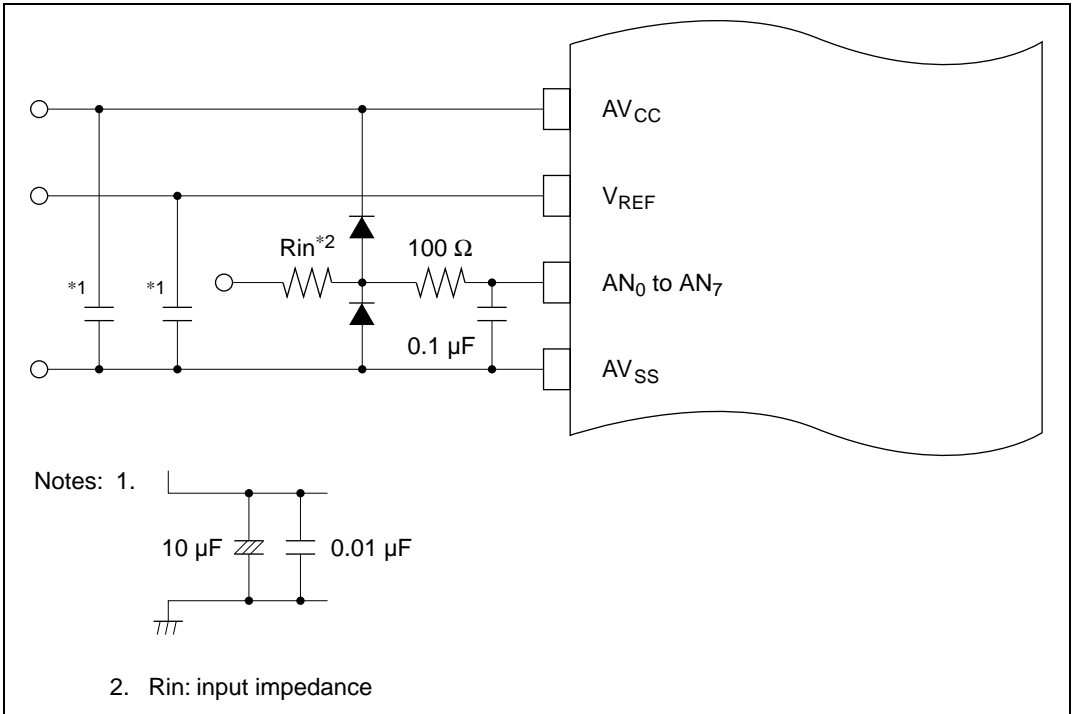 AVCC
VREF
Rin*2
100 Ω
*1
*1
AN0 to AN7
0.1 µF
AVSS
Notes: 1.
10 µF
0.01 µF
2. Rin: input impedance